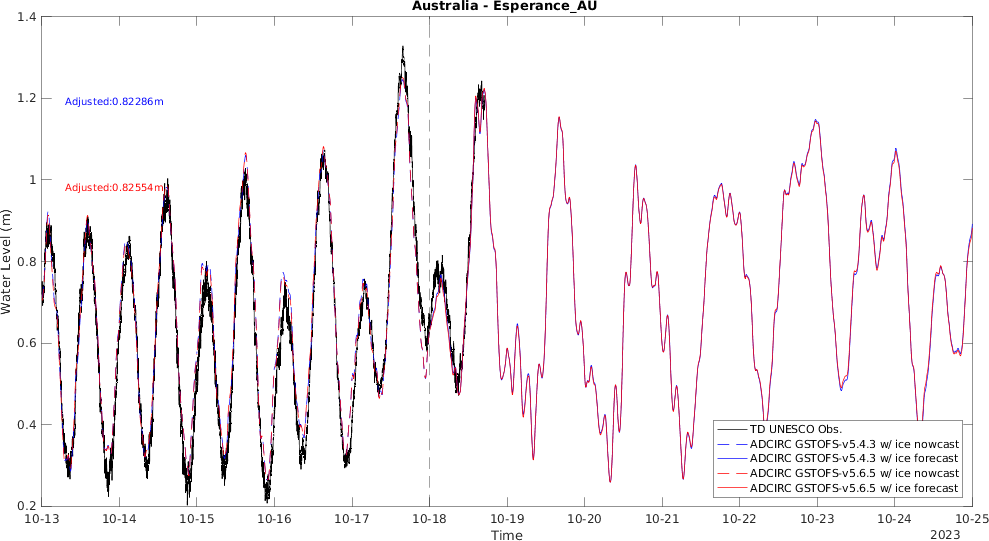 Australia - Esperance_AU
1.4
1.2
1
0.8
0.6
0.4
0.2
Water Level (m)
Adjusted:0.82286m
Adjusted:0.82554m
TD UNESCO Obs.
ADCIRC GSTOFS-v5.4.3 w/ ice nowcast
ADCIRC GSTOFS-v5.4.3 w/ ice forecast
ADCIRC GSTOFS-v5.6.5 w/ ice nowcast
ADCIRC GSTOFS-v5.6.5 w/ ice forecast
10-13 10-14 10-15 10-16 10-17 10-18 10-19 10-20 10-21 10-22 10-23 10-24 10-25
Time
2023